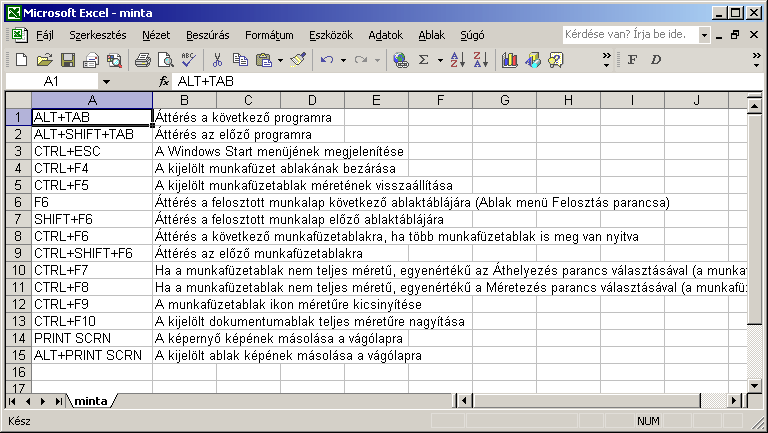 Microsoft Excel - minta
Fájl Szerkesztés Nézet Beszúrás Formátum Eszközök Adatok Ablak Súgó Kérdése van? Írja be ide.
Σ F D
A1 fx ALT+TAB
A B C D E F G H I J
1 ALT+TAB Áttérés a következő programra
2 ALT+SHIFT+TAB Áttérés az előző programra
3 CTRL+ESC A Windows Start menüjének megjelenítése
4 CTRL+F4 A kijelölt munkafüzet ablakának bezárása
5 CTRL+F5 A kijelölt munkafüzetablak méretének visszaállítása
6 F6 Áttérés a felosztott munkalap következő ablaktáblájára (Ablak menü Felosztás parancsa)
7 SHIFT+F6 Áttérés a felosztott munkalap előző ablaktáblájára
8 CTRL+F6 Áttérés a következő munkafüzetablakra, ha több munkafüzetablak is meg van nyitva
9 CTRL+SHIFT+F6 Áttérés az előző munkafüzetablakra
10 CTRL+F7 Ha a munkafüzetablak nem teljes méretű, egyenértékű az Áthelyezés parancs választásával (a munkat
11 CTRL+F8 Ha a munkafüzetablak nem teljes méretű, egyenértékű a Méretezés parancs választásával (a munkafü
12 CTRL+F9 A munkafüzetablak ikon méretűre kicsinyítése
13 CTRL+F10 A kijelölt dokumentumablak teljes méretűre nagyítása
14 PRINT SCRN A képernyő képének másolása a vágólapra
15 ALT+PRINT SCRN A kijelölt ablak képének másolása a vágólapra
16
17
minta
Kész NUM